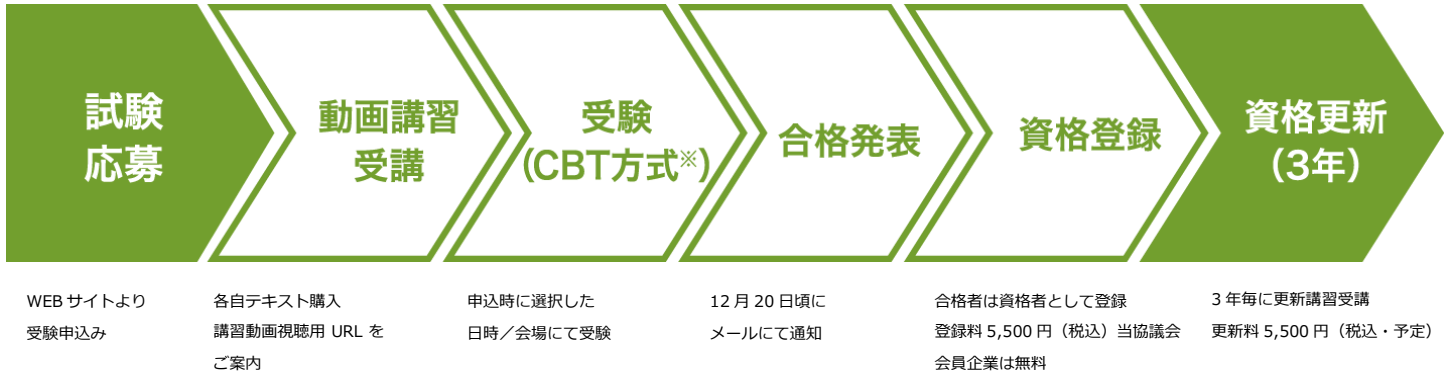 試験
応募
動画講習
受講
受験
(CBT方式※)
合格発表
資格登録
資格更新
（3年）
WEB サイトより
受験申込み
各自テキスト購入
講習動画視聴用 URL を
ご案内
申込時に選択した
日時／会場にて受験
12 月 20 日頃に
メールにて通知
合格者は資格者として登録
登録料 5,500 円（税込）当協議会
会員企業は無料
3 年毎に更新講習受講
更新料 5,500 円（税込・予定）